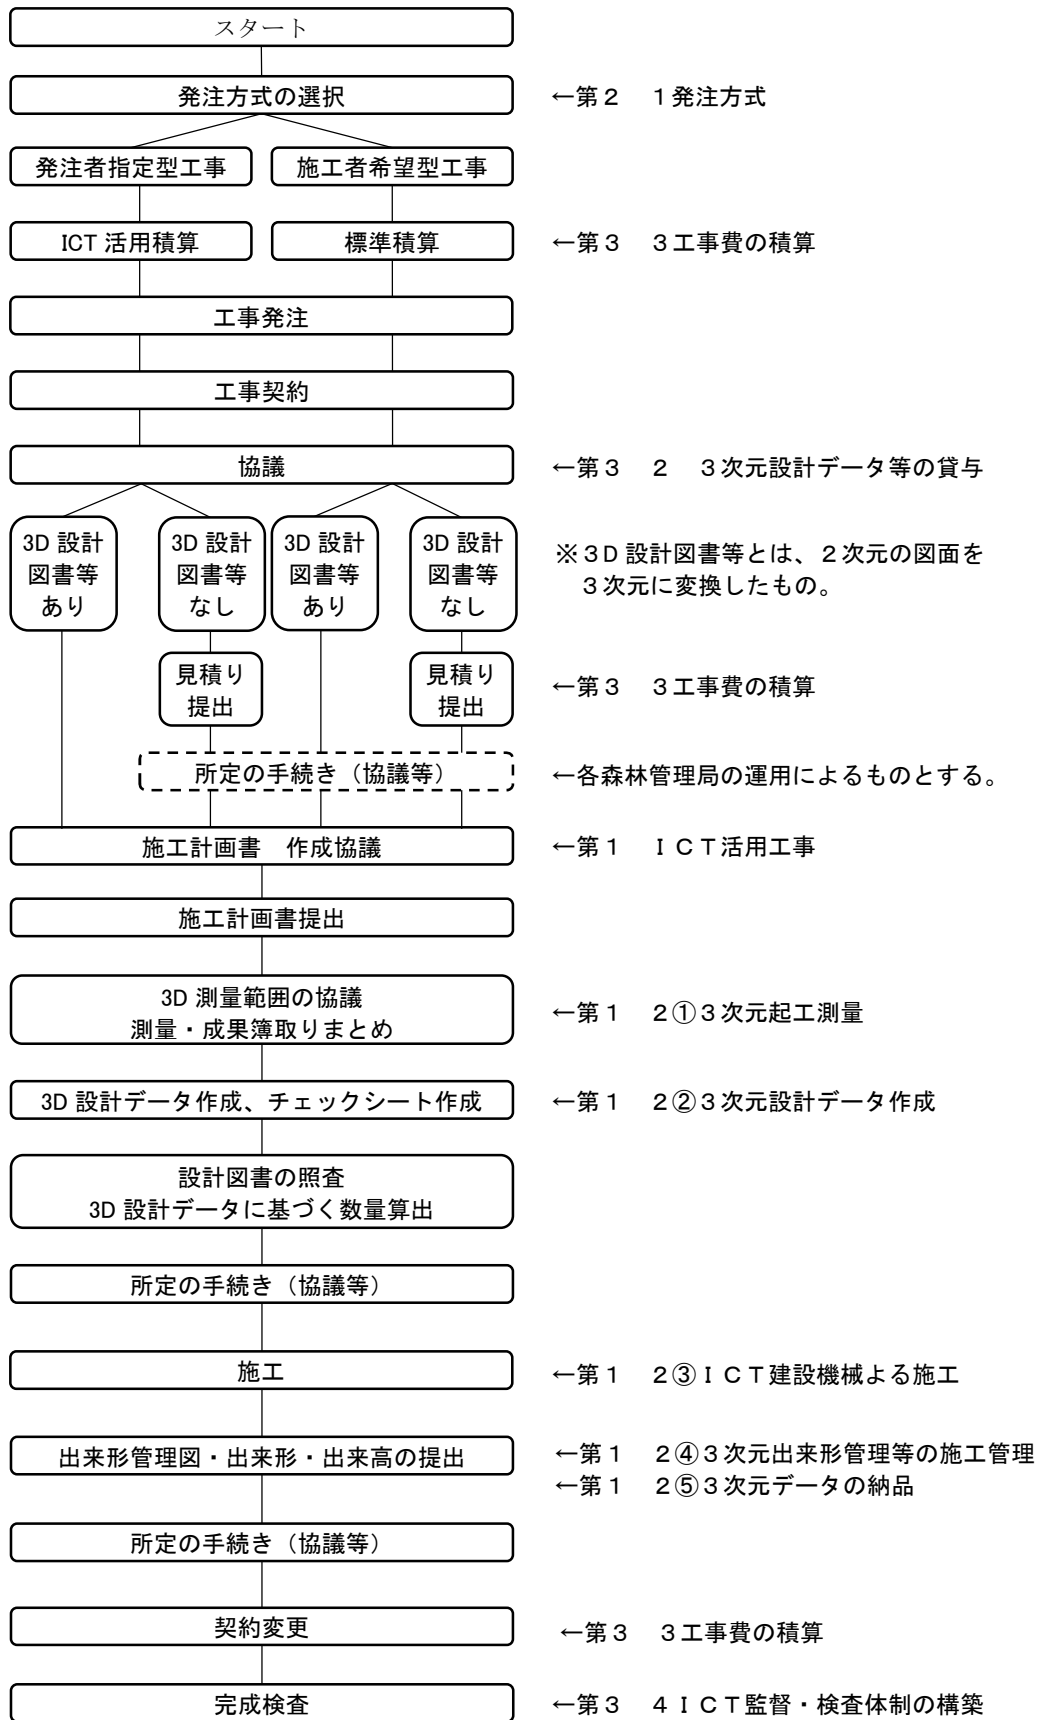 スタート
発注方式の選択
←第２　１発注方式
発注者指定型工事
施工者希望型工事
ICT 活用積算
標準積算
←第３　３工事費の積算
工事発注
工事契約
協議
←第３　２　３次元設計データ等の貸与
3D 設計
図書等
あり
3D 設計
図書等
なし
3D 設計
図書等
あり
3D 設計
図書等
なし
※３D 設計図書等とは、２次元の図面を
３次元に変換したもの。
見積り
提出
見積り
提出
←第３　３工事費の積算
所定の手続き（協議等）
←各森林管理局の運用によるものとする。
施工計画書　作成協議
←第１　ＩＣＴ活用工事
施工計画書提出
3D 測量範囲の協議
測量・成果簿取りまとめ
←第１　２①３次元起工測量
3D 設計データ作成、チェックシート作成
←第１　２②３次元設計データ作成
設計図書の照査
3D 設計データに基づく数量算出
所定の手続き（協議等）
施工
←第１　２③ＩＣＴ建設機械よる施工
出来形管理図・出来形・出来高の提出
←第１　２④３次元出来形管理等の施工管理
←第１　２⑤３次元データの納品
所定の手続き（協議等）
契約変更
←第３　３工事費の積算
完成検査
←第３　４ＩＣＴ監督・検査体制の構築